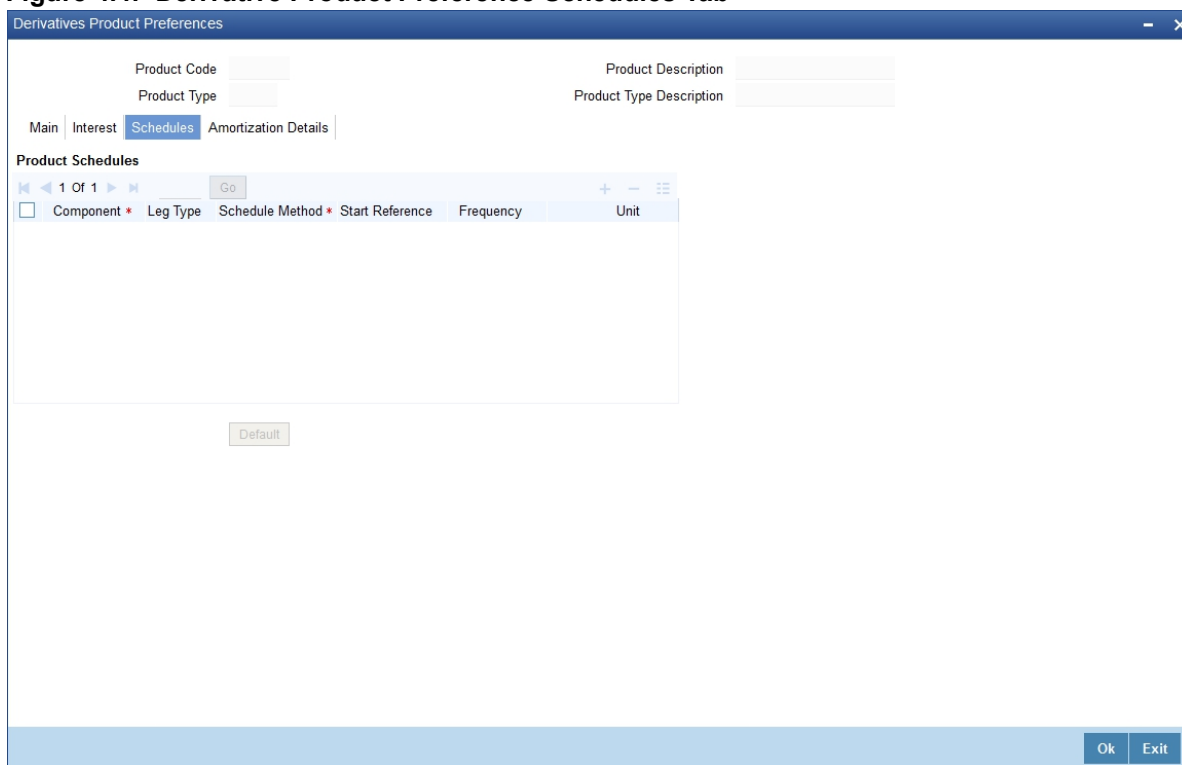 Derivatives Product Preferences
Product Code Product Description
Product Type Product Type Description
Main Interest Schedules Amortization Details
Product Schedules
1 Of 1 Go
Component * Leg Type Schedule Method * Start Reference Frequency Unit
Default
Ok Exit